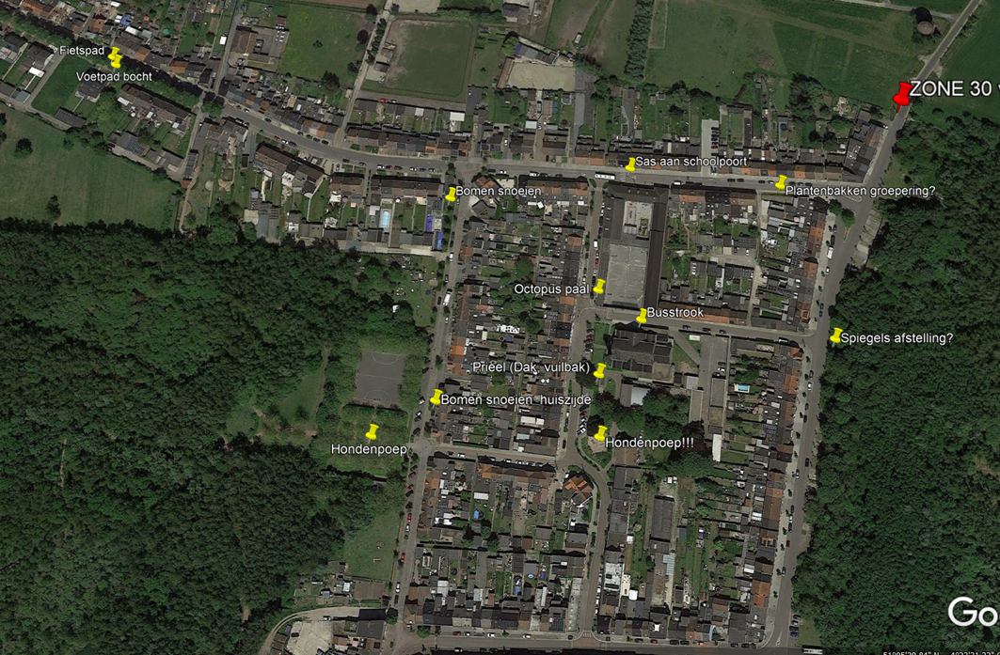 Fietspad
Voetpad bocht
ZONE 30
Sas aan schoolpoort
Bomen snoeien
Plantenbakken groepering?
Octopus paal
Busstrook
Spiegels afstelling?
Priëel (Dak, vuilbak)
Bomen snoeien huiszijde
Hondenpoep
Hondenpoep!!!
Go